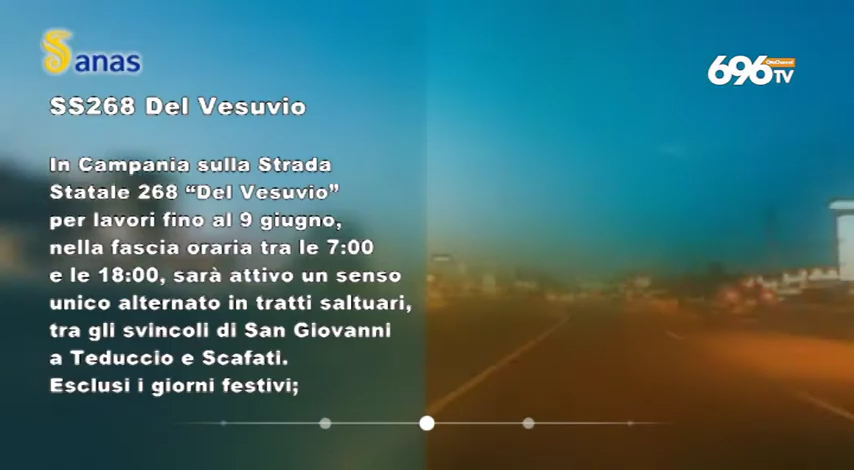 anas
696 TV
OttoChannel
SS268 Del Vesuvio
In Campania sulla Strada
Statale 268 “Del Vesuvio”
per lavori fino al 9 giugno,
nella fascia oraria tra le 7:00
e le 18:00, sarà attivo un senso
unico alternato in tratti saltuari,
tra gli svincoli di San Giovanni
a Teduccio e Scafati.
Esclusi i giorni festivi;